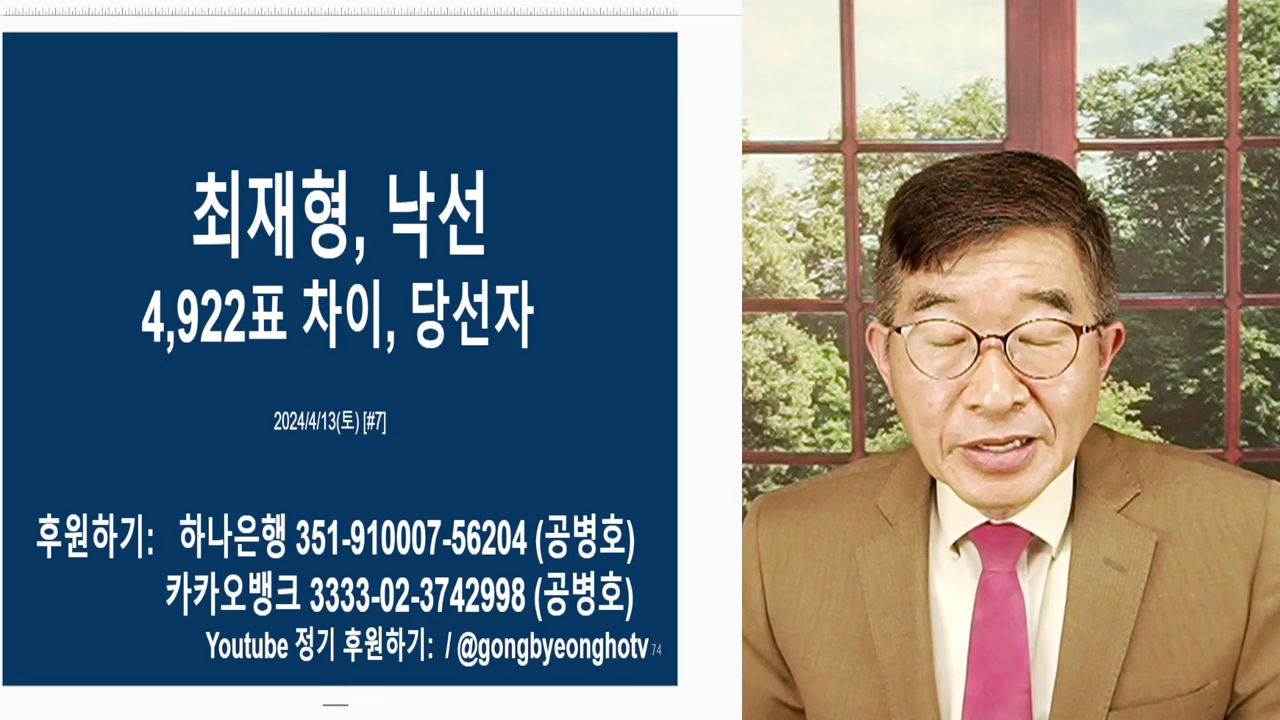 최재형, 낙선
4,922표 차이, 당선자
2024/4/13(토) [#7]
후원하기: 하나은행 351-910007-56204 (공병호)
카카오뱅크 3333-02-3742998 (공병호)
Youtube 정기 후원하기: / @gongbyeonghotv
74